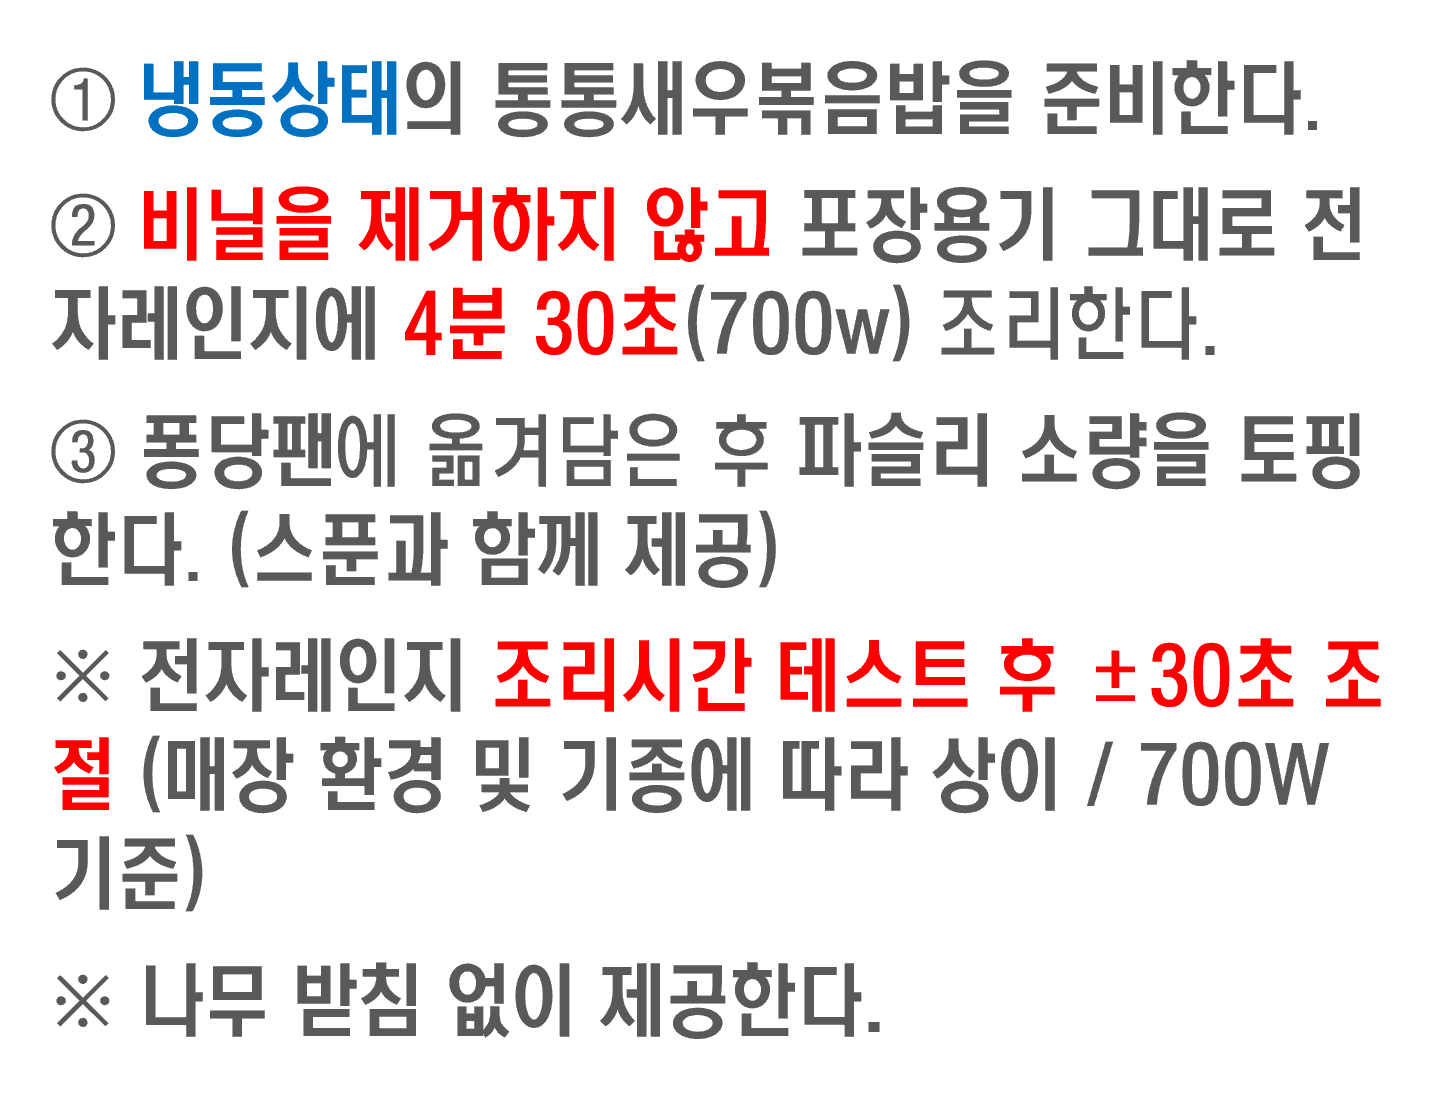 ① 냉동상태의 통통새우볶음밥을 준비한다.
② 비닐을 제거하지 않고 포장용기 그대로 전
자레인지에 4분 30초(700w) 조리한다.
③ 퐁당팬에 옮겨담은 후 파슬리 소량을 토핑
한다. (스푼과 함께 제공)
※ 전자레인지 조리시간 테스트 후 ±30초 조
절 (매장 환경 및 기종에 따라 상이 / 700W
기준)
※ 나무 받침 없이 제공한다.